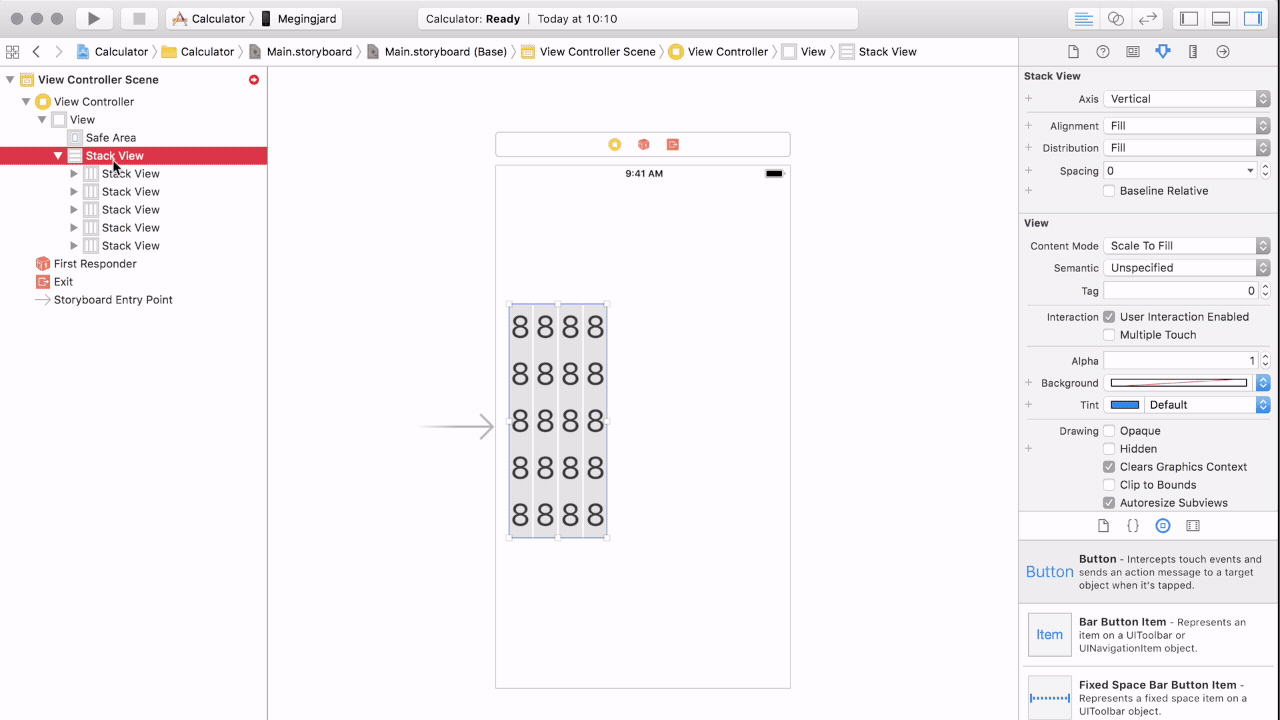 Calculator Megingjard Calculator: Ready | Today at 10:10
Calculator Calculator Main.storyboard Main.storyboard (Base) View Controller Scene View Controller View Stack View
View Controller Scene
View Controller
View
Safe Area
Stack View
Stack View
Stack View
Stack View
Stack View
Stack View
First Responder
Exit
Storyboard Entry Point
9:41 AM
8 8 8 8
8 8 8 8
8 8 8 8
8 8 8 8
8 8 8 8
Stack View
Axis Vertical
Alignment Fill
Distribution Fill
Spacing 0
Baseline Relative
View
Content Mode Scale To Fill
Semantic Unspecified
Tag 0
Interaction User Interaction Enabled
Multiple Touch
Alpha 1
Background
Tint Default
Drawing Opaque
Hidden
Clears Graphics Context
Clip to Bounds
Autoresize Subviews
{}
Button
Button - Intercepts touch events and
sends an action message to a target
object when it's tapped.
Item
Bar Button Item - Represents an
item on a UIToolbar or
UINavigationItem object.
Fixed Space Bar Button Item -
Represents a fixed space item on a
UIToolbar object.